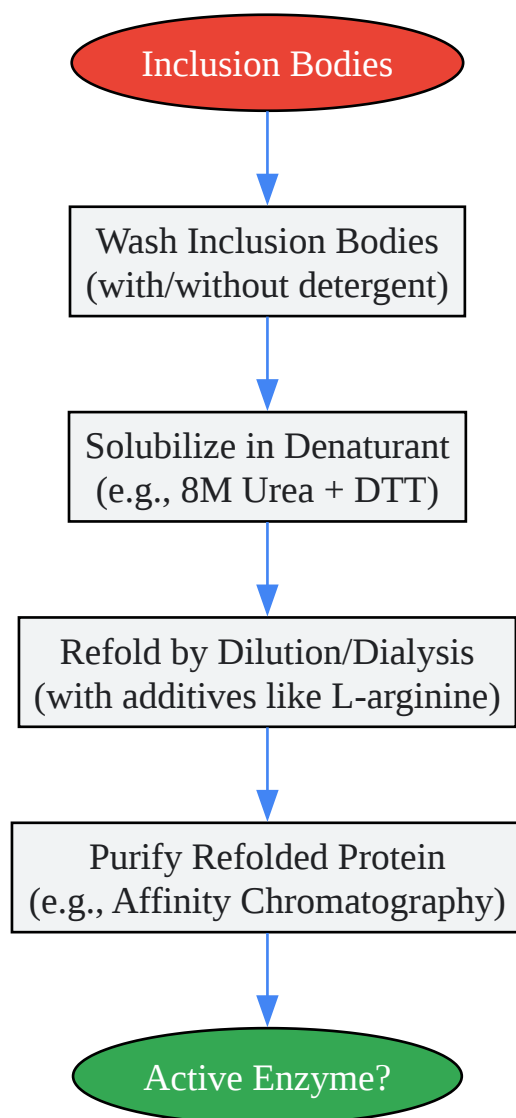 Inclusion Bodies
Wash Inclusion Bodies
(with/without detergent)
Solubilize in Denaturant
(e.g., 8M Urea + DTT)
Refold by Dilution/Dialysis
(with additives like L-arginine)
Purify Refolded Protein
(e.g., Affinity Chromatography)
Active Enzyme?